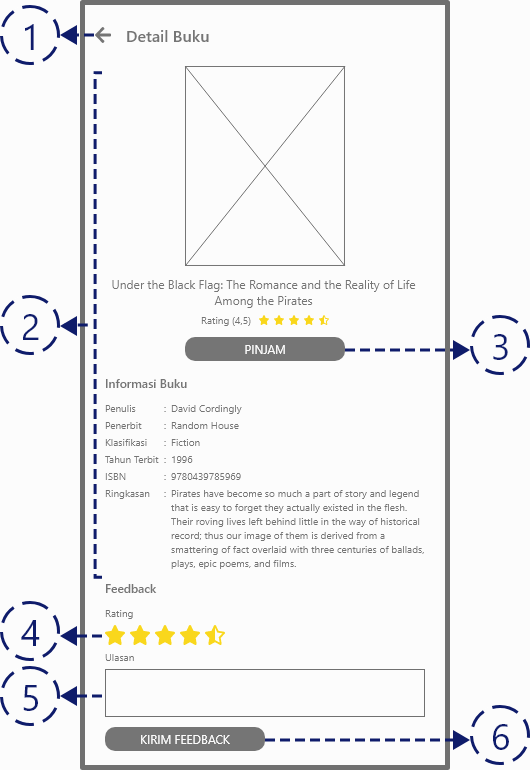 1
Detail Buku
2
Under the Black Flag: The Romance and the Reality of Life
Among the Pirates
Rating (4,5)
PINJAM
3
Informasi Buku
Penulis : David Cordingly
Penerbit : Random House
Klasifikasi : Fiction
Tahun Terbit : 1996
ISBN : 9780439785969
Ringkasan : Pirates have become so much a part of story and legend
that is easy to forget they actually existed in the flesh.
Their roving lives left behind little in the way of historical
record; thus our image of them is derived from a
smattering of fact overlaid with three centuries of ballads,
plays, epic poems, and films.
Feedback
Rating
4
Ulasan
5
KIRIM FEEDBACK
6